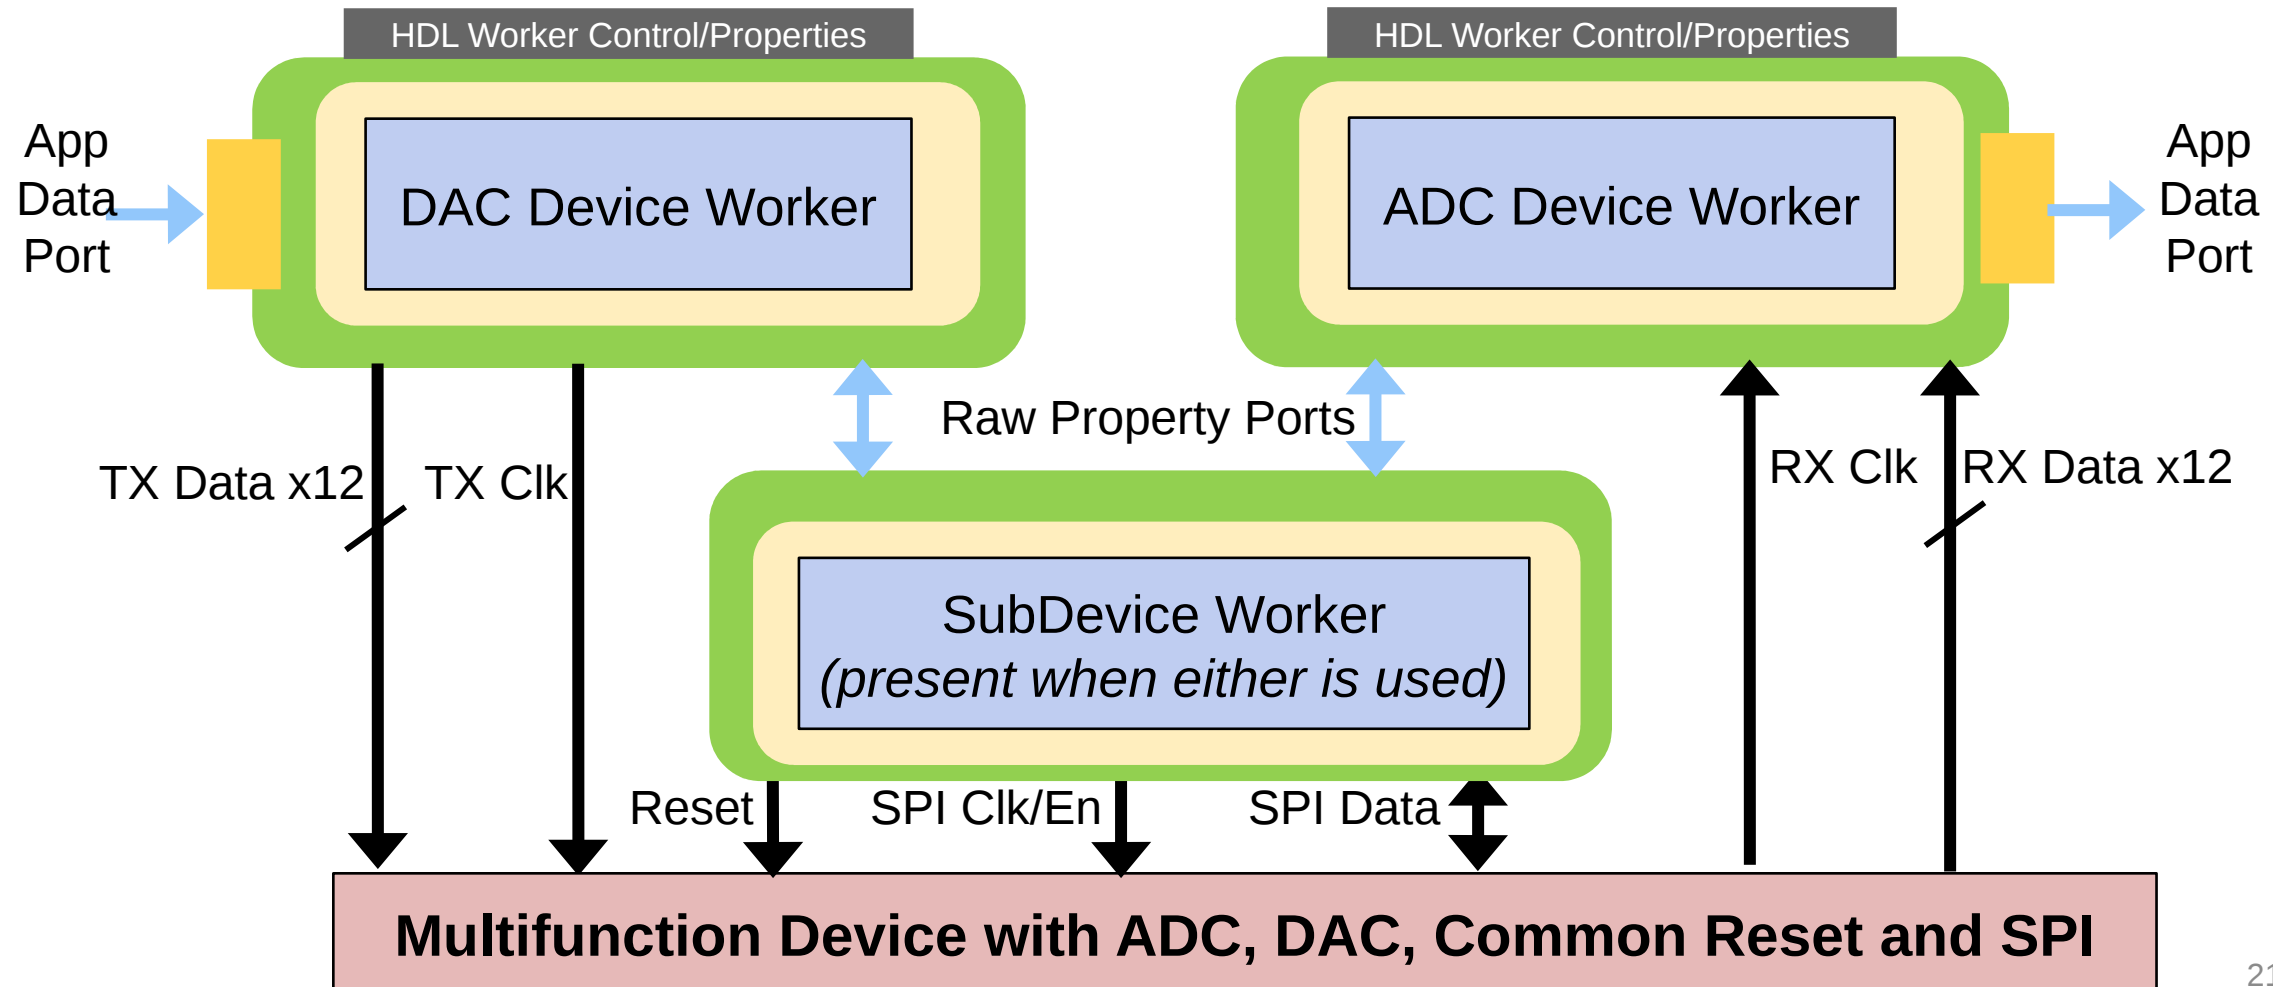 HDL Worker Control/Properties
HDL Worker Control/Properties
App
Data
Port
DAC Device Worker
ADC Device Worker
App
Data
Port
Raw Property Ports
TX Data x12
TX Clk
RX Clk
RX Data x12
SubDevice Worker
(present when either is used)
Reset
SPI Clk/En
SPI Data
Multifunction Device with ADC, DAC, Common Reset and SPI
21